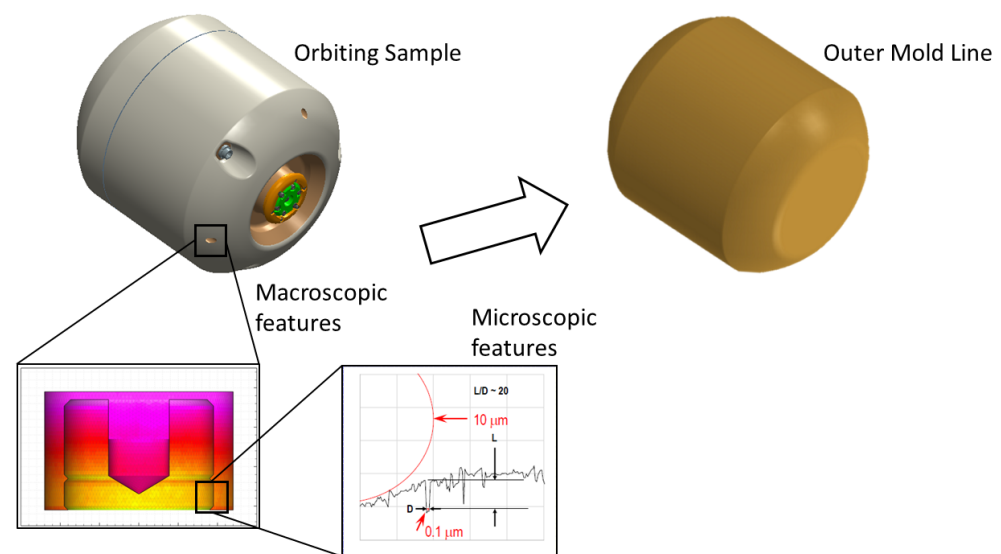 Orbiting Sample
Outer Mold Line
Macroscopic
features
Microscopic
features
L/D ~ 20
10 μm
L
D
0.1 μm